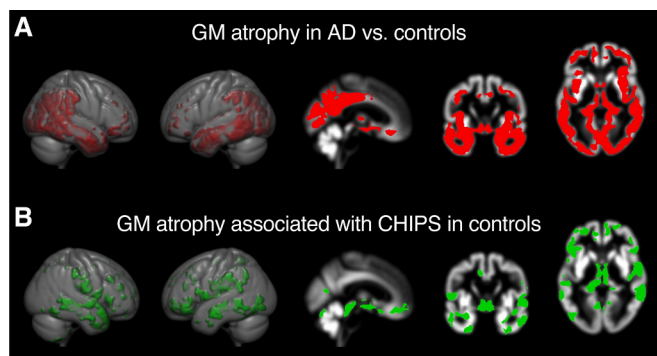 A
GM atrophy in AD vs. controls
B
GM atrophy associated with CHIPS in controls